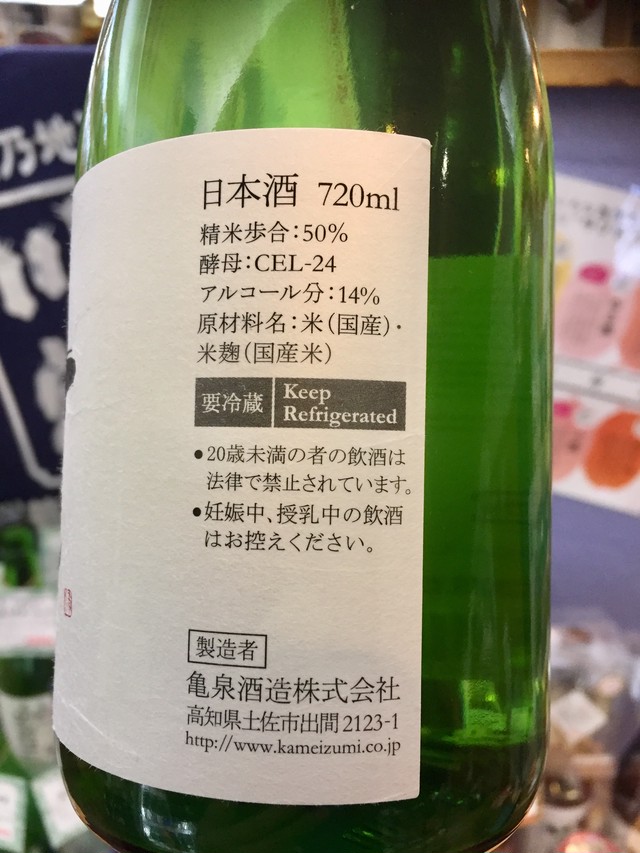 日本酒 720ml
精米歩合:50%
酵母:CEL-24
アルコール分:14%
原材料名:米(国産)・
米麹(国産米)
要冷蔵 Keep Refrigerated
●20歳未満の者の飲酒は
法律で禁止されています。
●妊娠中、授乳中の飲酒
はお控えください。
製造者
亀泉酒造株式会社
高知県土佐市出間2123-1
http://www.kameizumi.co.jp
乃地